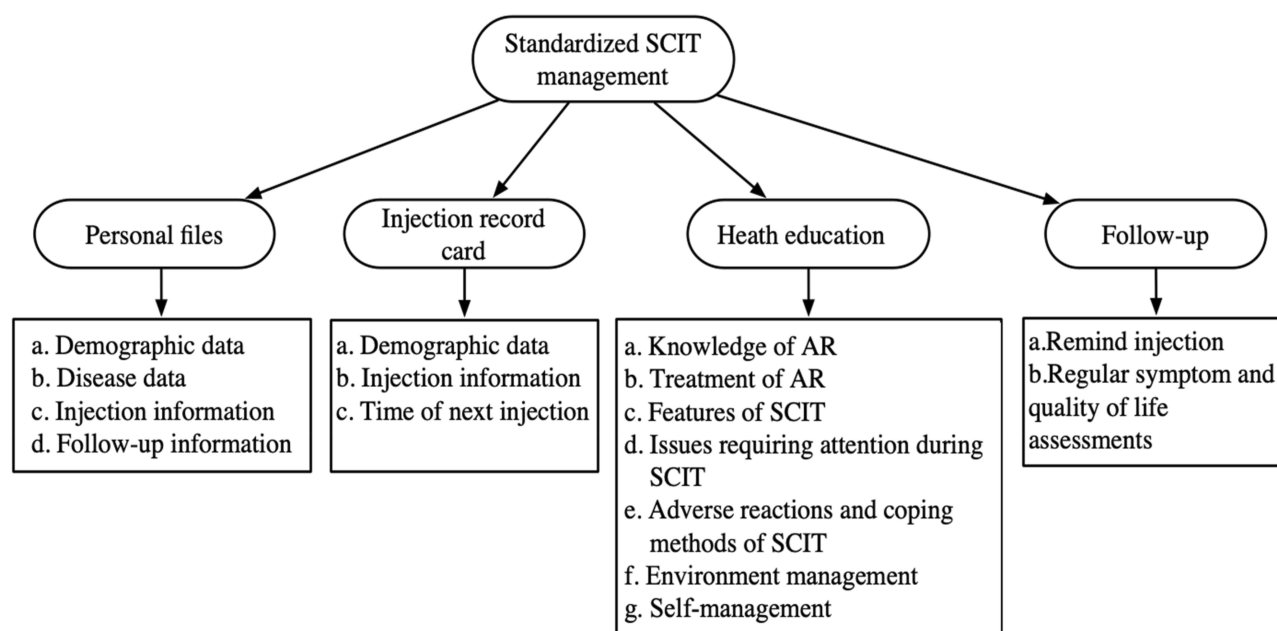 Standardized SCIT
management
Personal files
Injection record
card
Heath education
Follow-up
a. Demographic data
b. Disease data
c. Injection information
d. Follow-up information
a. Demographic data
b. Injection information
c. Time of next injection
a. Knowledge of AR
b. Treatment of AR
c. Features of SCIT
d. Issues requiring attention during
SCIT
e. Adverse reactions and coping
methods of SCIT
f. Environment management
g. Self-management
a.Remind injection
b.Regular symptom and
quality of life
assessments